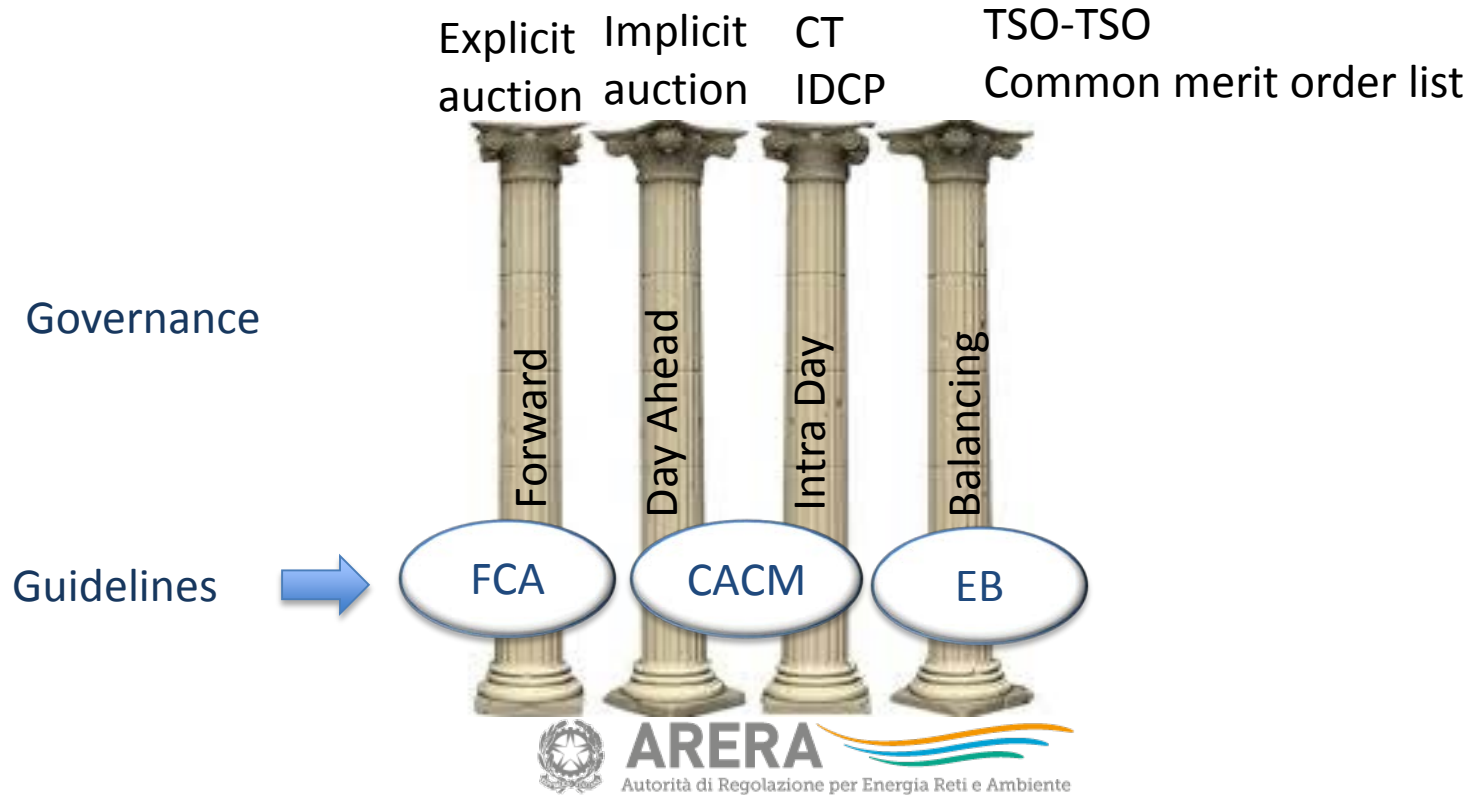 Explicit
auction
Implicit
auction
CT
IDCP
TSO-TSO
Common merit order list
Governance
Forward
Day Ahead
Intra Day
Balancing
Guidelines
FCA
CACM
EB
ARERA
Autorità di Regolazione per Energia Reti e Ambiente